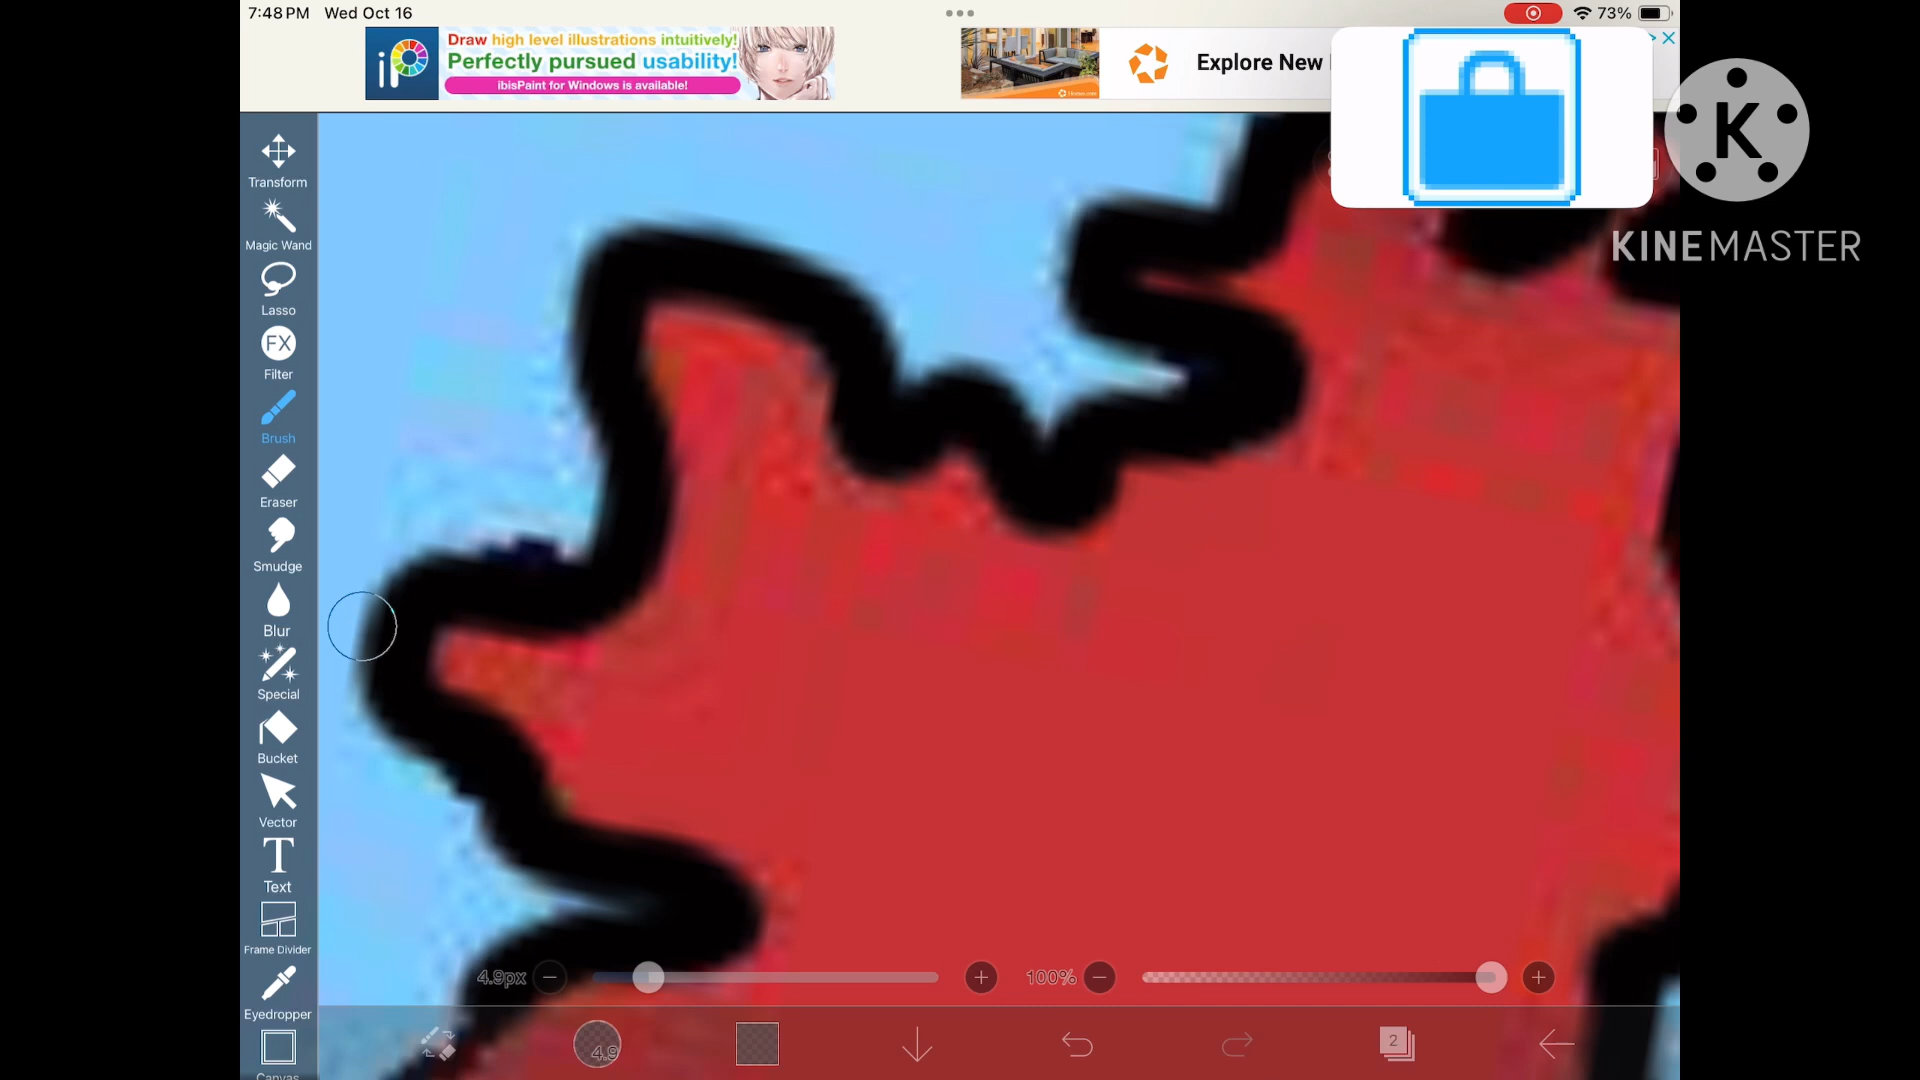 7:48 PM Wed Oct 16
73%
Draw high level illustrations intuitively!
Perfectly pursued usability!
ibisPaint for Windows is available!
iP
Explore New
K
KINEMASTER
Transform
Magic Wand
Lasso
FX
Filter
Brush
Eraser
Smudge
Blur
Special
Bucket
Vector
T
Text
Frame Divider
Eyedropper
Canvas
4.9px
100%
4.9
2